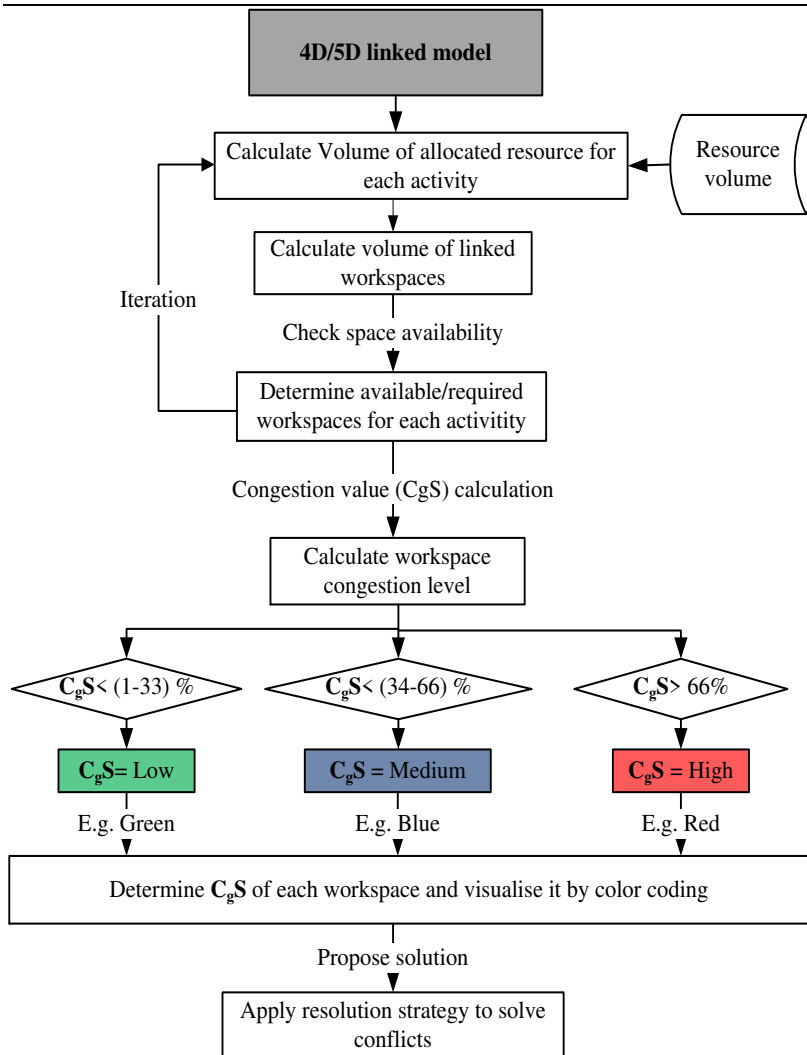 4D/5D linked model
Calculate Volume of allocated resource for
each activity
Resource
volume
Calculate volume of linked
workspaces
Iteration
Check space availability
Determine available/required
workspaces for each activitity
Congestion value (CgS) calculation
Calculate workspace
congestion level
CgS< (1-33) %
CgS< (34-66) %
CgS> 66%
CgS= Low
CgS = Medium
CgS = High
E.g. Green
E.g. Blue
E.g. Red
Determine CgS of each workspace and visualise it by color coding
Propose solution
Apply resolution strategy to solve
conflicts